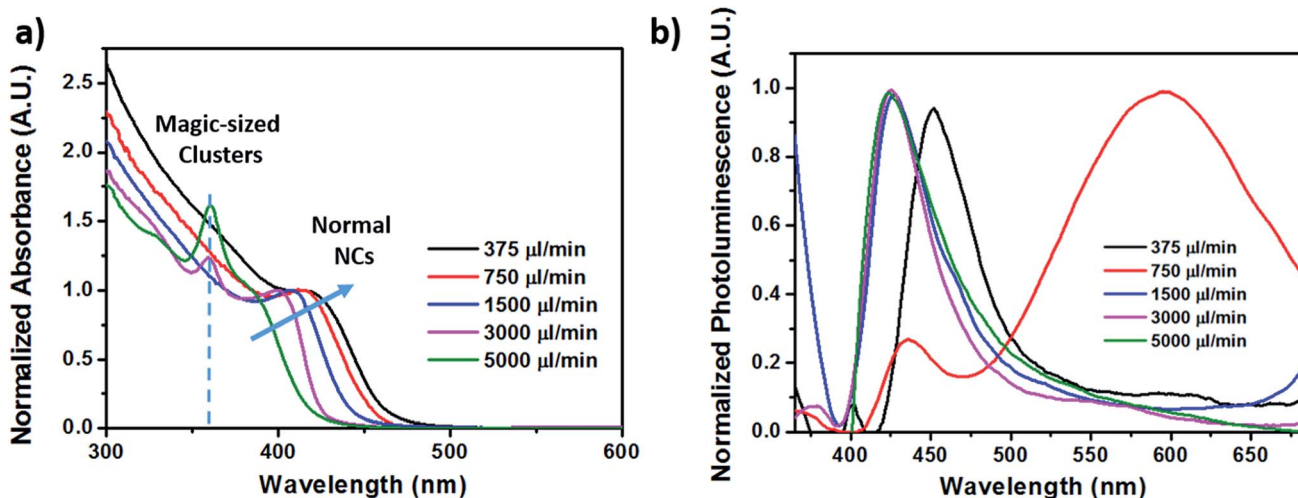 a)
Normalized Absorbance (A.U.)
2.5
2.0
1.5
1.0
0.5
0.0
Magic-sized
Clusters
Normal
NCs
375 µl/min
750 µl/min
1500 µl/min
3000 µl/min
5000 µl/min
300
400
500
600
Wavelength (nm)
b)
Normalized Photoluminescence (A.U.)
1.0
0.8
0.6
0.4
0.2
0.0
375 µl/min
750 µl/min
1500 µl/min
3000 µl/min
5000 µl/min
400
450
500
550
600
650
Wavelength (nm)